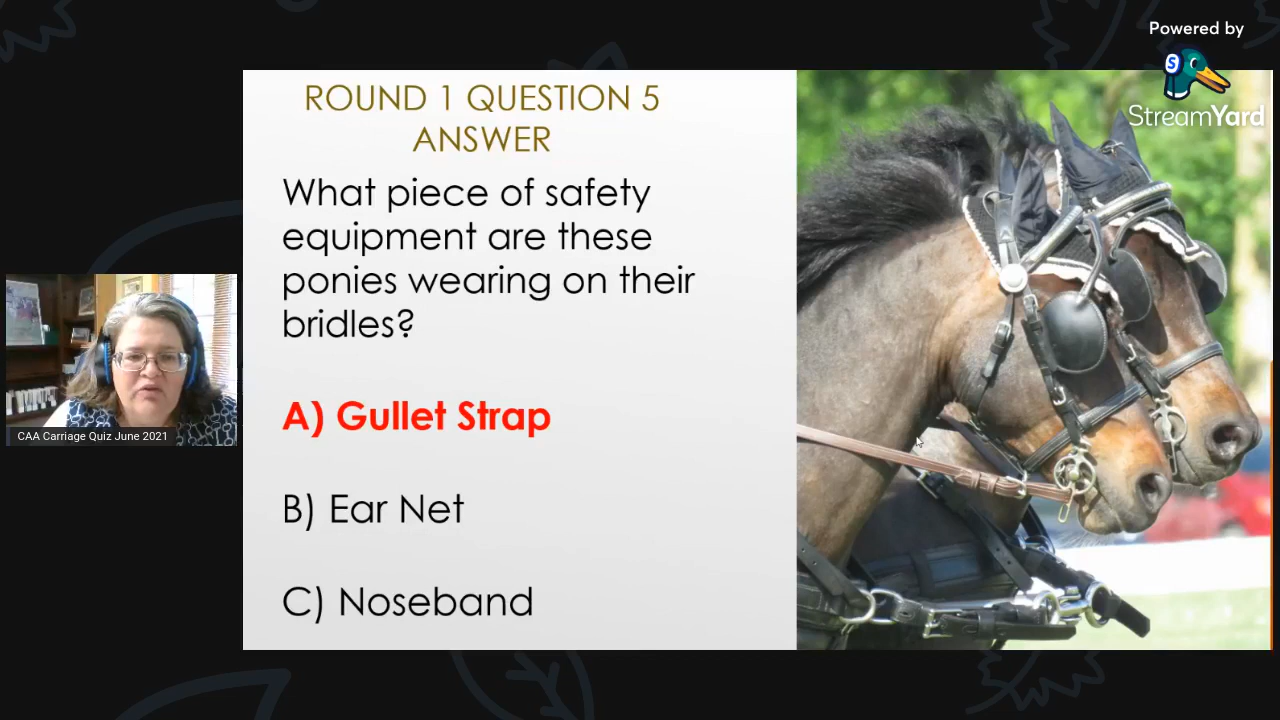 Powered by
StreamYard
ROUND 1 QUESTION 5
ANSWER
What piece of safety
equipment are these
ponies wearing on their
bridles?
A) Gullet Strap
B) Ear Net
C) Noseband
CAA Carriage Quiz June 2021